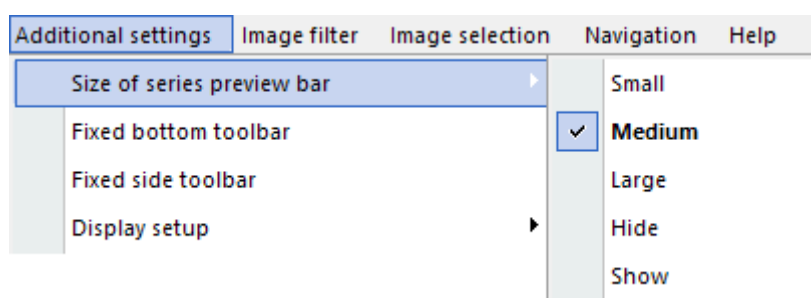 Additional settings Image filter Image selection Navigation Help
Size of series preview bar Small
Fixed bottom toolbar Medium
Fixed side toolbar Large
Display setup Hide
Show